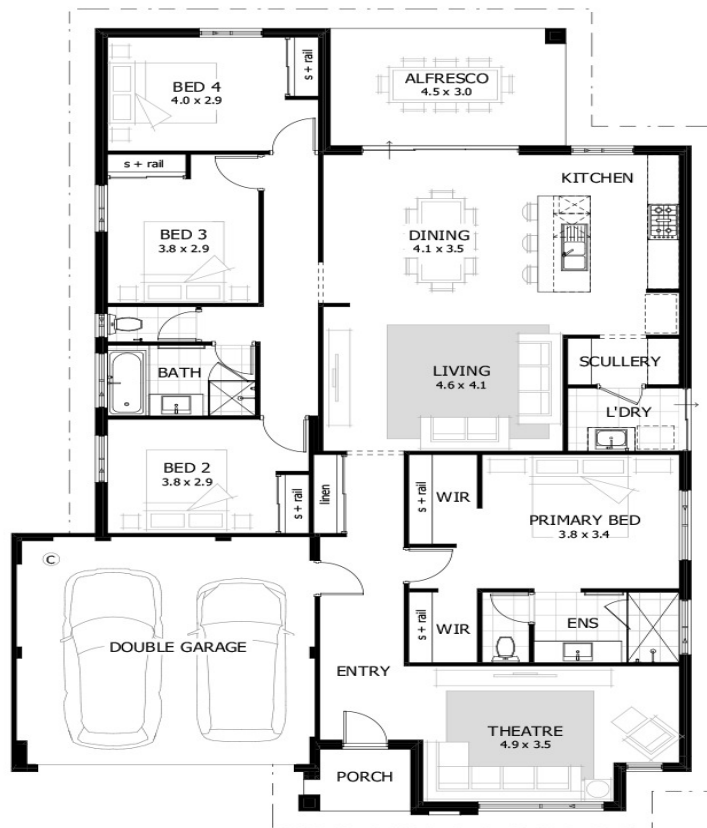 BED 4
4.0 x 2.9
s + rail
ALFRESCO
4.5 x 3.0
s + rail
KITCHEN
BED 3
3.8 x 2.9
DINING
4.1 x 3.5
BATH
LIVING
4.6 x 4.1
SCULLERY
L'DRY
BED 2
3.8 x 2.9
s + rail
linen
s + rail
WIR
PRIMARY BED
3.8 x 3.4
C
DOUBLE GARAGE
s + rail
WIR
ENS
ENTRY
THEATRE
4.9 x 3.5
PORCH